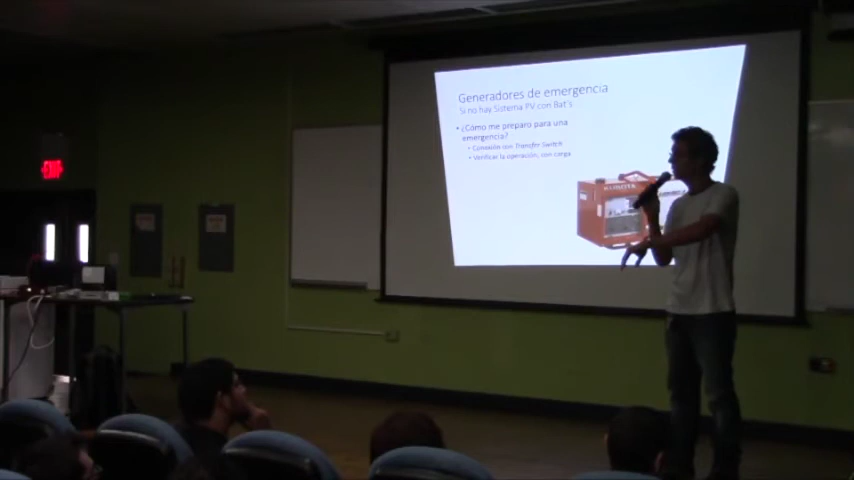 Generadores de emergencia
Si no hay Sistema PV con Bat's
• ¿Cómo me preparo para una
emergencia?
• Conexión con Transfer Switch
• Verificar la operación, con carga
KUBOTA
EXIT